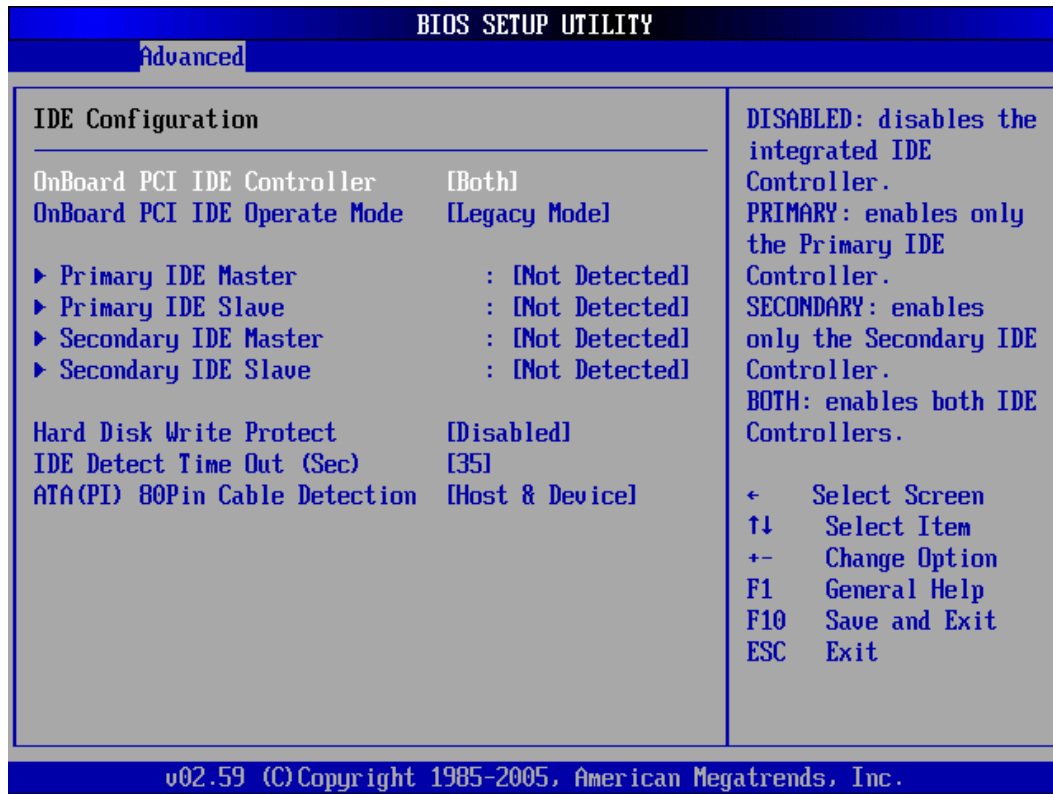 BIOS SETUP UTILITY
Advanced
IDE Configuration
OnBoard PCI IDE Controller [Both]
OnBoard PCI IDE Operate Mode [Legacy Mode]
▶ Primary IDE Master : [Not Detected]
▶ Primary IDE Slave : [Not Detected]
▶ Secondary IDE Master : [Not Detected]
▶ Secondary IDE Slave : [Not Detected]
Hard Disk Write Protect [Disabled]
IDE Detect Time Out (Sec) [35]
ATA(PI) 80Pin Cable Detection [Host & Device]
DISABLED: disables the
integrated IDE
Controller.
PRIMARY: enables only
the Primary IDE
Controller.
SECONDARY: enables
only the Secondary IDE
Controller.
BOTH: enables both IDE
Controllers.
← Select Screen
↑↓ Select Item
+- Change Option
F1 General Help
F10 Save and Exit
ESC Exit
v02.59 (C)Copyright 1985-2005, American Megatrends, Inc.